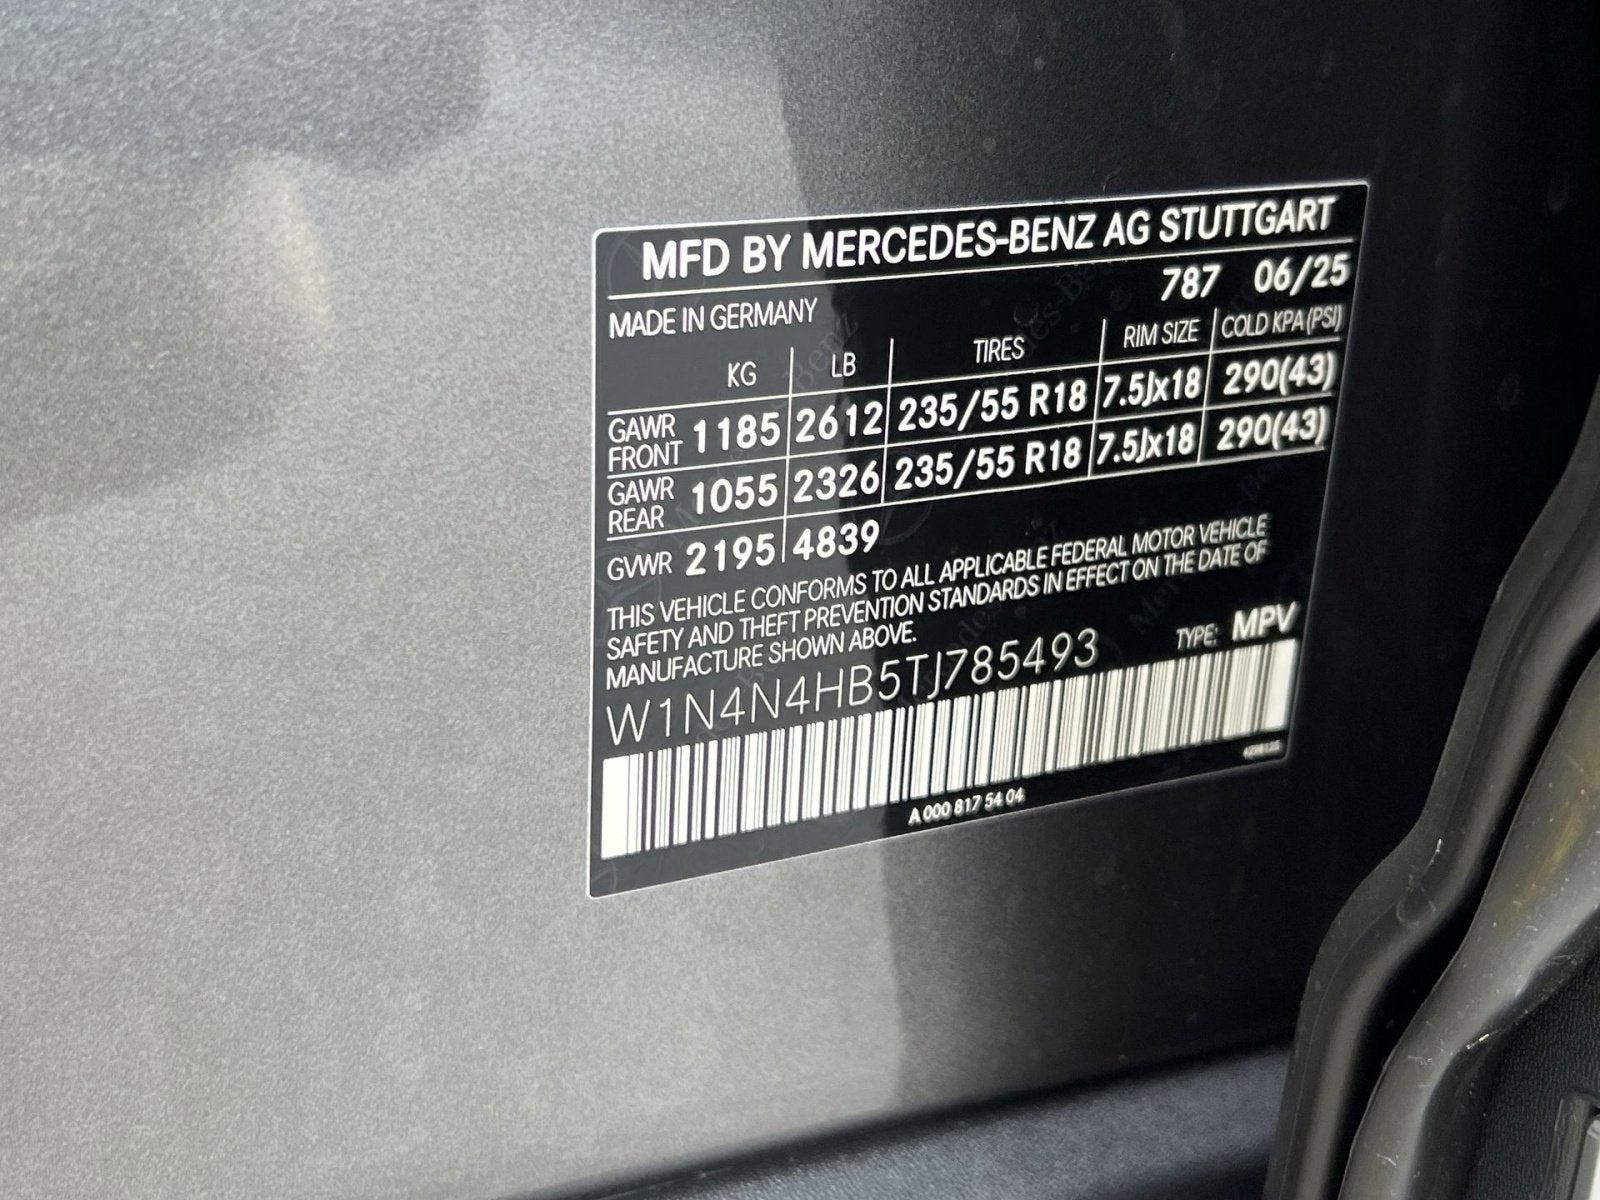 MFD BY MERCEDES-BENZ AG STUTTGART
787 06/25
MADE IN GERMANY
KG LB TIRES RIM SIZE COLD KPA (PSI)
GAWR FRONT 1185 2612 235/55 R18 7.5Jx18 290(43)
GAWR REAR 1055 2326 235/55 R18 7.5Jx18 290(43)
GVWR 2195 4839
THIS VEHICLE CONFORMS TO ALL APPLICABLE FEDERAL MOTOR VEHICLE
SAFETY AND THEFT PREVENTION STANDARDS IN EFFECT ON THE DATE OF
MANUFACTURE SHOWN ABOVE.
TYPE: MPV
W1N4N4HB5TJ785493
A 000 817 54 04